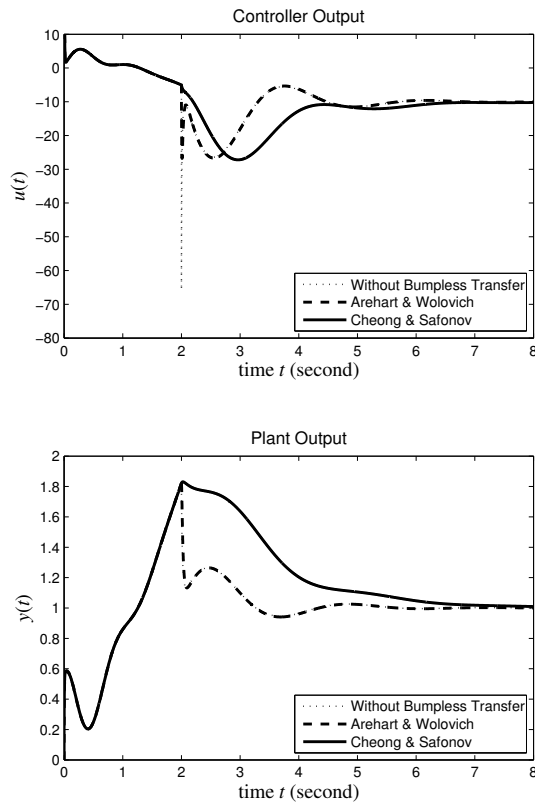 Controller Output
10
0
−10
−20
−30
−40
−50
−60
−70
−80
u(t)
0 1 2 3 4 5 6 7 8
time t (second)
Without Bumpless Transfer
Arehart & Wolovich
Cheong & Safonov
Plant Output
2
1.8
1.6
1.4
1.2
1
0.8
0.6
0.4
0.2
0
y(t)
0 1 2 3 4 5 6 7 8
time t (second)
Without Bumpless Transfer
Arehart & Wolovich
Cheong & Safonov